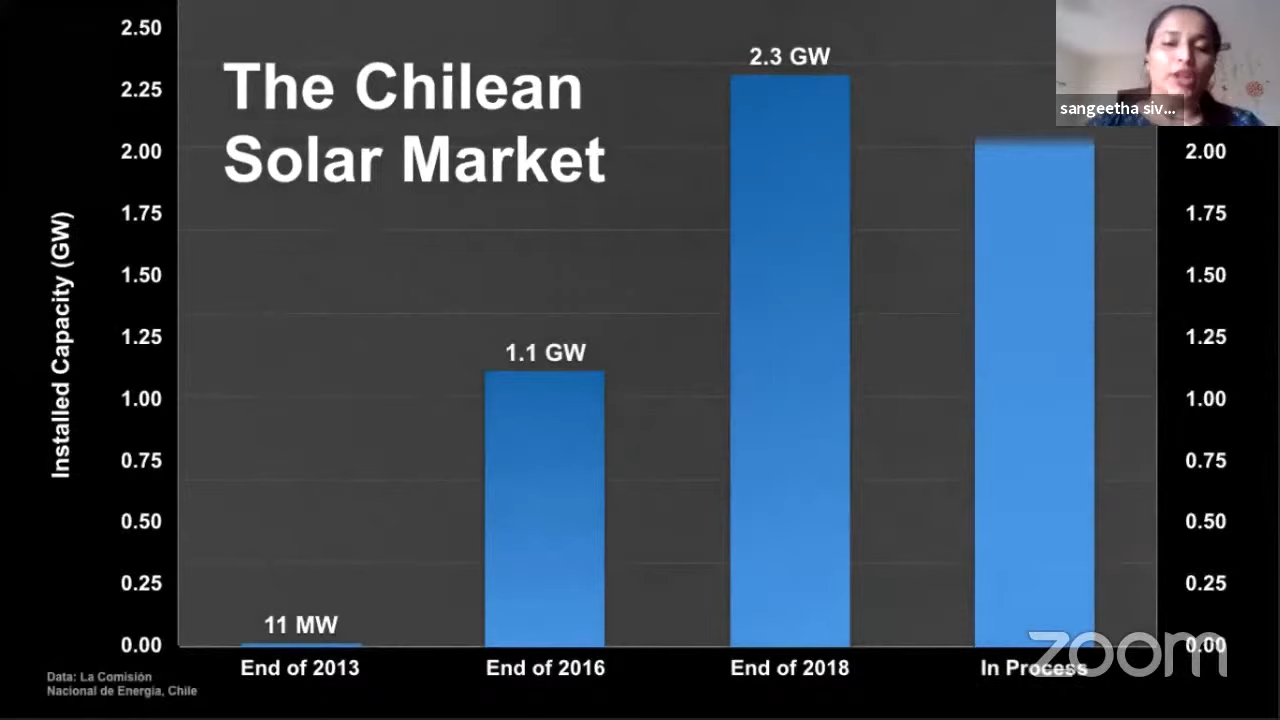 The Chilean
Solar Market
Installed Capacity (GW)
2.50
2.25
2.00
1.75
1.50
1.25
1.00
0.75
0.50
0.25
0.00
11 MW
1.1 GW
2.3 GW
End of 2013
End of 2016
End of 2018
In Process
2.00
1.75
1.50
1.25
1.00
0.75
0.50
0.25
0.00
Data: La Comisión
Nacional de Energía, Chile
sangeetha siv...
zoom